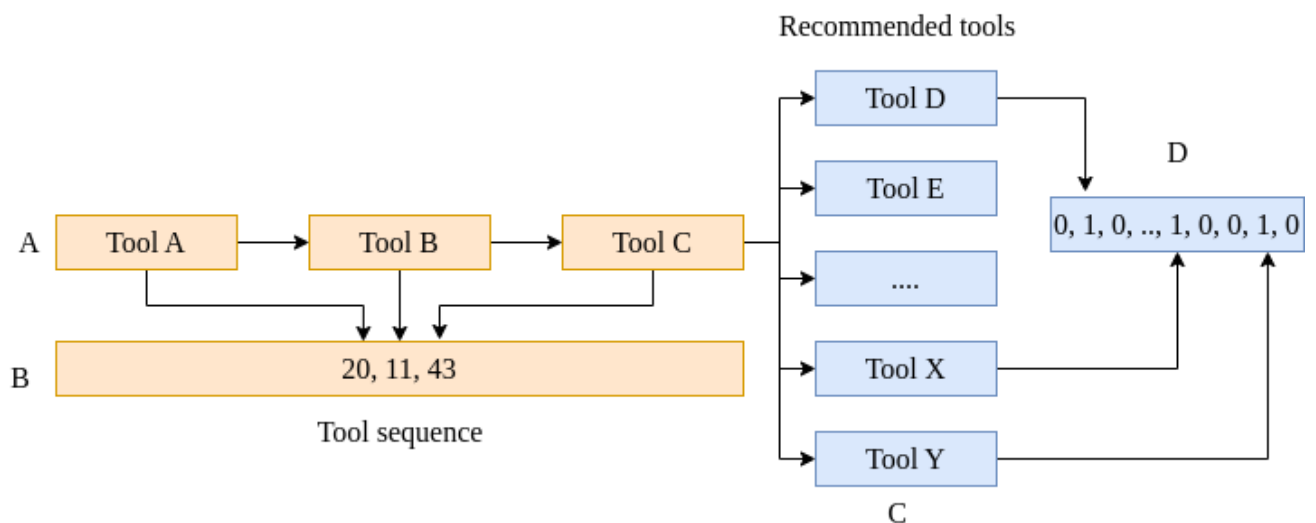 Recommended tools
Tool D
D
Tool E
0, 1, 0, .., 1, 0, 0, 1, 0
A
Tool A
Tool B
Tool C
....
B
20, 11, 43
Tool X
Tool sequence
Tool Y
C